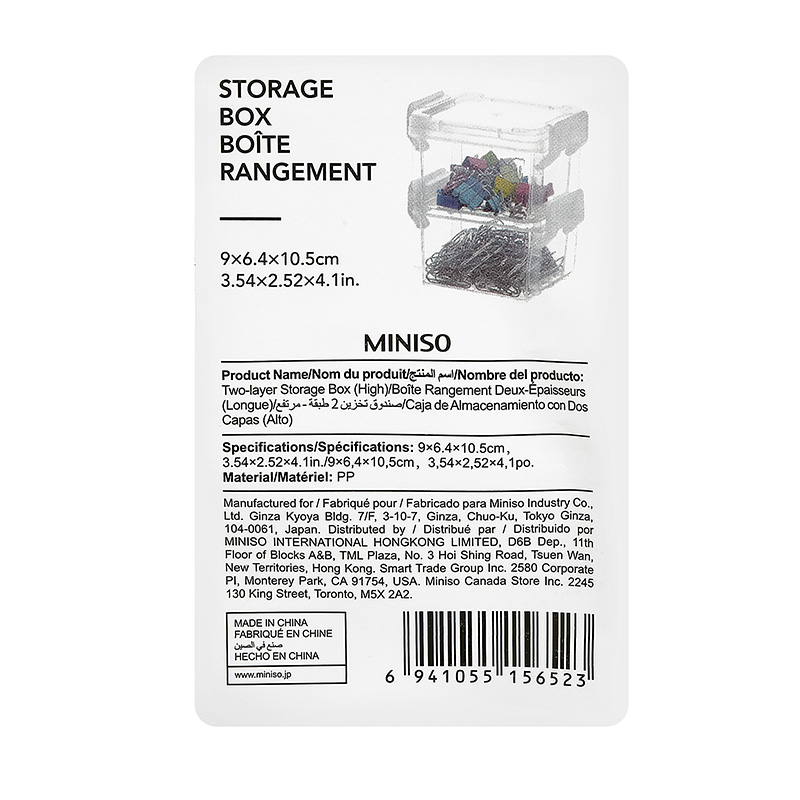 STORAGE
BOX
BOÎTE
RANGEMENT
9×6.4×10.5cm
3.54×2.52×4.1in.
MINISO
Product Name/Nom du produit/اسم المنتج/Nombre del producto:
Two-layer Storage Box (High)/Boîte Rangement Deux-Épaisseurs
(Longue)/صندوق تخزين 2 طبقة - مرتفع/Caja de Almacenamiento con Dos
Capas (Alto)
Specifications/Spécifications: 9×6.4×10.5cm,
3.54×2.52×4.1in./9×6,4×10,5cm, 3,54×2,52×4,1po.
Material/Matériel: PP
Manufactured for / Fabriqué pour / Fabricado para Miniso Industry Co.,
Ltd. Ginza Kyoya Bldg. 7/F, 3-10-7, Ginza, Chuo-Ku, Tokyo Ginza,
104-0061, Japan. Distributed by / Distribué par / Distribuido por
MINISO INTERNATIONAL HONGKONG LIMITED, D6B Dep., 11th
Floor of Blocks A&B, TML Plaza, No. 3 Hoi Shing Road, Tsuen Wan,
New Territories, Hong Kong. Smart Trade Group Inc. 2580 Corporate
Pl, Monterey Park, CA 91754, USA. Miniso Canada Store Inc. 2245
130 King Street, Toronto, M5X 2A2.
MADE IN CHINA
FABRIQUÉ EN CHINE
صنع في الصين
HECHO EN CHINA
www.miniso.jp
6 941055 156523